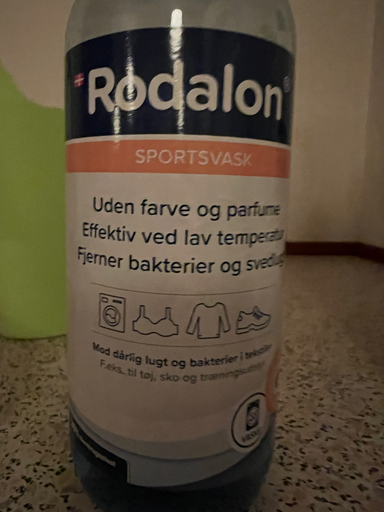 Rodalon®
SPORTSVASK
Uden farve og parfume
Effektiv ved lav temperatur
Fjerner bakterier og svedlugt
Mod dårlig lugt og bakterier i tekstiler
F.eks. til tøj, sko og træningsudstyr